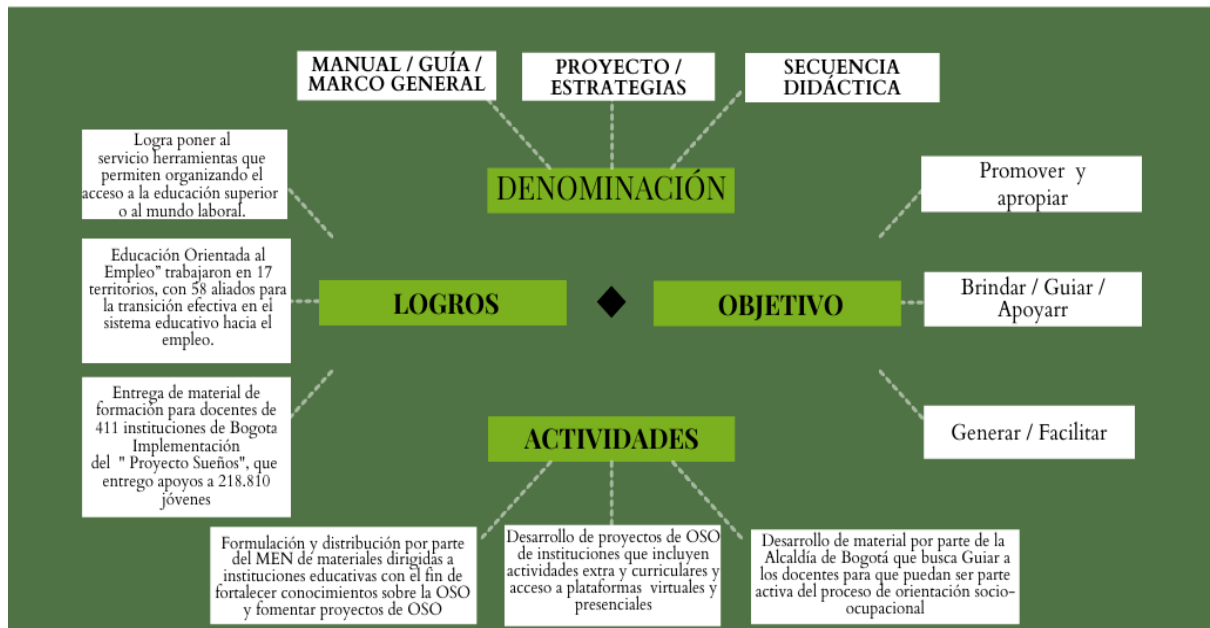 MANUAL / GUÍA /
MARCO GENERAL
PROYECTO /
ESTRATEGIAS
SECUENCIA
DIDÁCTICA
DENOMINACIÓN
Logra poner al
servicio herramientas que
permiten organizando el
acceso a la educación superior
o al mundo laboral.
Educación Orientada al
Empleo” trabajaron en 17
territorios, con 58 aliados para
la transición efectiva en el
sistema educativo hacia el
empleo.
Entrega de material de
formación para docentes de
411 instituciones de Bogota
Implementación
del " Proyecto Sueños", que
entrego apoyos a 218.810
jóvenes
LOGROS
OBJETIVO
Promover y
apropiar
Brindar / Guiar /
Apoyarr
Generar / Facilitar
ACTIVIDADES
Formulación y distribución por parte
del MEN de materiales dirigidas a
instituciones educativas con el fin de
fortalecer conocimientos sobre la OSO
y fomentar proyectos de OSO
Desarrollo de proyectos de OSO
de instituciones que incluyen
actividades extra y curriculares y
acceso a plataformas virtuales y
presenciales
Desarrollo de material por parte de la
Alcaldía de Bogotá que busca Guiar a
los docentes para que puedan ser parte
activa del proceso de orientación socio-
ocupacional